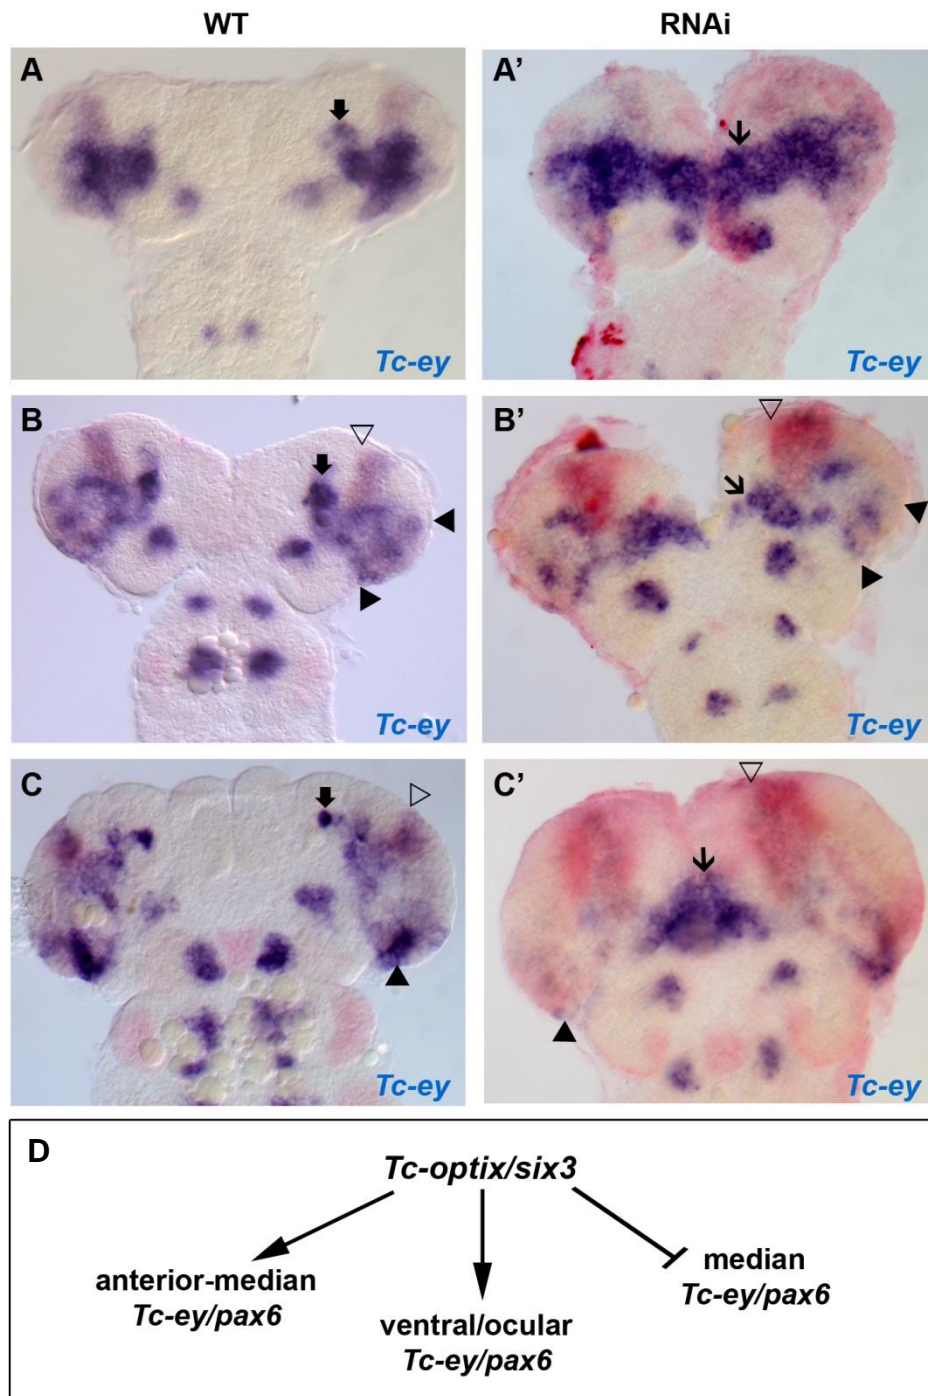 WT RNAi
A A’
Tc-ey Tc-ey
B B’
Tc-ey Tc-ey
C C’
Tc-ey Tc-ey
D
Tc-optix/six3
anterior-median
Tc-ey/pax6
ventral/ocular
Tc-ey/pax6
median
Tc-ey/pax6